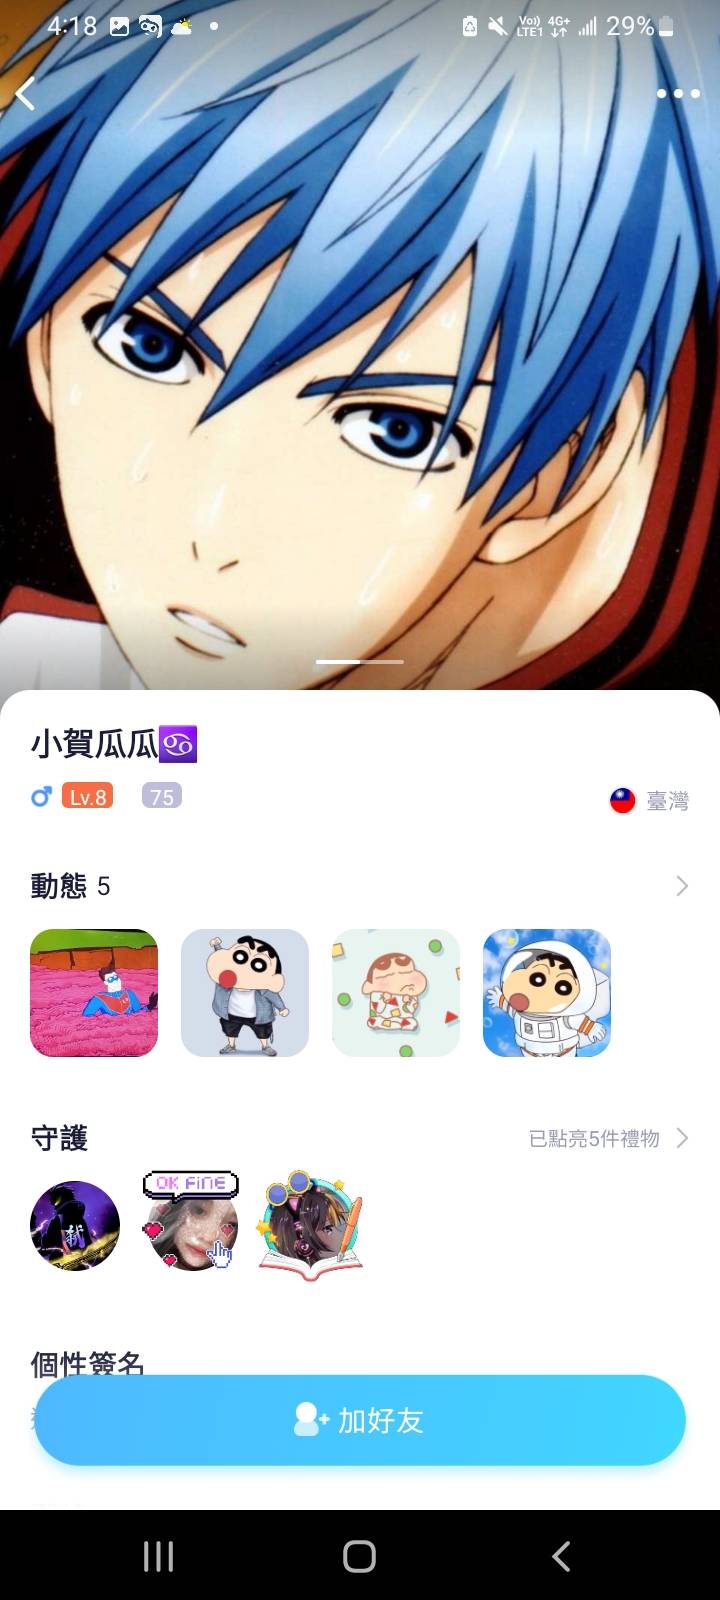 4:18
Vo)) 4G+
LTE1
29%
小賀瓜瓜♋
Lv.8 75
臺灣
動態 5
守護
已點亮5件禮物
OK FiNE
弒
個性簽名
加好友